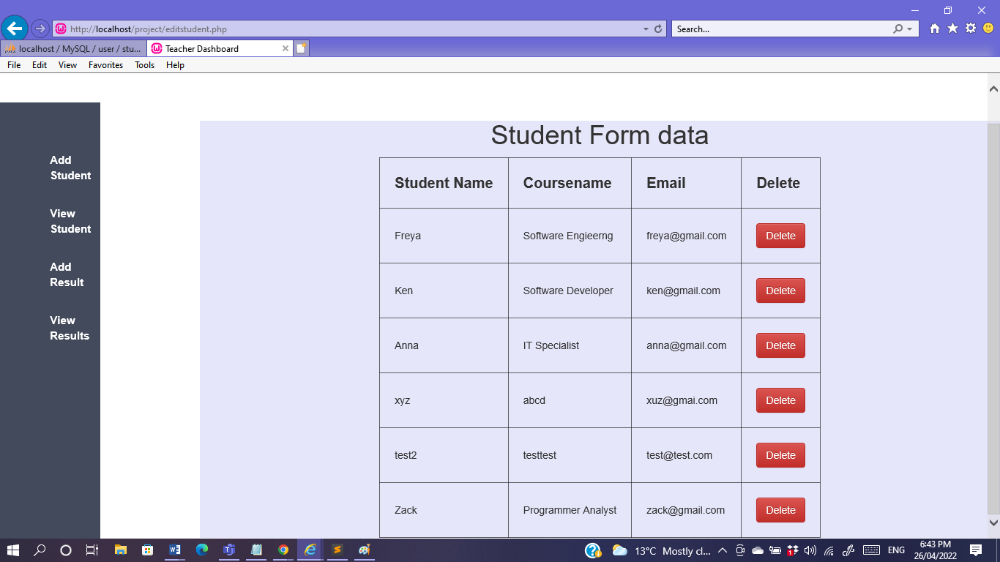 http://localhost/project/editstudent.php
Search...
localhost / MySQL / user / stu...
Teacher Dashboard
File Edit View Favorites Tools Help
Add
Student
View
Student
Add
Result
View
Results
Student Form data
Student Name Coursename Email Delete
Freya Software Engieerng freya@gmail.com Delete
Ken Software Developer ken@gmail.com Delete
Anna IT Specialist anna@gmail.com Delete
xyz abcd xuz@gmai.com Delete
test2 testtest test@test.com Delete
Zack Programmer Analyst zack@gmail.com Delete
13°C Mostly cl...
ENG
6:43 PM
26/04/2022